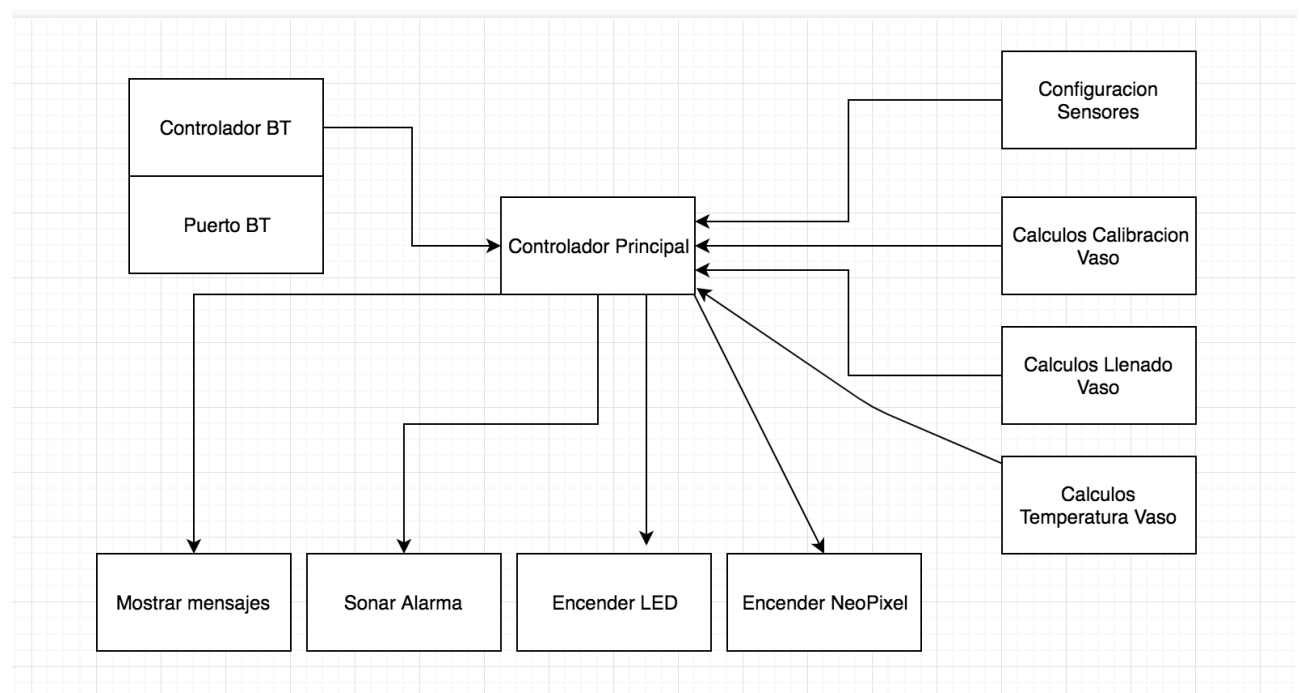 Controlador BT
Puerto BT
Controlador Principal
Configuracion
Sensores
Calculos Calibracion
Vaso
Calculos Llenado
Vaso
Calculos
Temperatura Vaso
Mostrar mensajes
Sonar Alarma
Encender LED
Encender NeoPixel